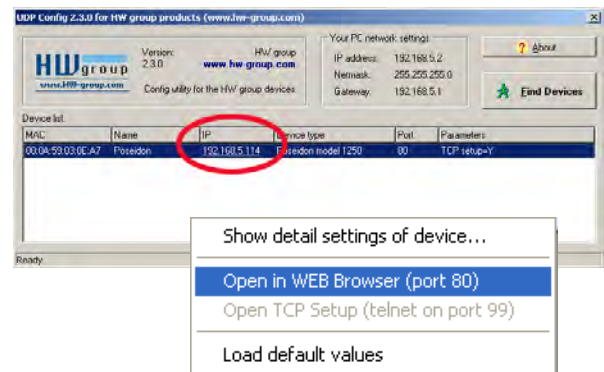 UDP Config 2.3.0 for HW group products (www.hw-group.com)
HWgroup
www.HW-group.com
Version: HW group
2.3.0 www.hw-group.com
Config utility for the HW group devices
Your PC network settings
IP address: 192.168.5.2
Netmask: 255.255.255.0
Gateway: 192.168.5.1
? About
Find Devices
Device list
MAC Name IP Device type Port Parameters
00:0A:59:03:0E:A7 Poseidon 192.168.5.114 Poseidon model 1250 80 TCP setup=Y
Ready
Show detail settings of device...
Open in WEB Browser (port 80)
Open TCP Setup (telnet on port 99)
Load default values